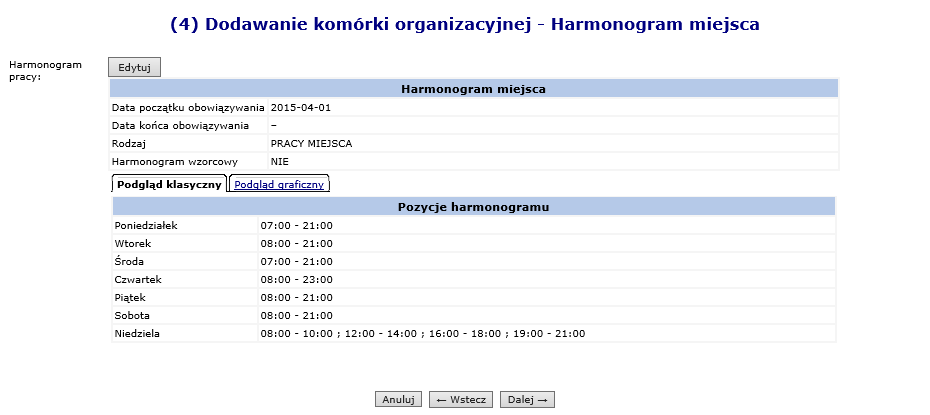 (4) Dodawanie komórki organizacyjnej - Harmonogram miejsca
Harmonogram
pracy:
Edytuj
Harmonogram miejsca
Data początku obowiązywania 2015-04-01
Data końca obowiązywania –
Rodzaj PRACY MIEJSCA
Harmonogram wzorcowy NIE
Podgląd klasyczny Podgląd graficzny
Pozycje harmonogramu
Poniedziałek 07:00 - 21:00
Wtorek 08:00 - 21:00
Środa 07:00 - 21:00
Czwartek 08:00 - 23:00
Piątek 08:00 - 21:00
Sobota 08:00 - 21:00
Niedziela 08:00 - 10:00 ; 12:00 - 14:00 ; 16:00 - 18:00 ; 19:00 - 21:00
Anuluj ← Wstecz Dalej →